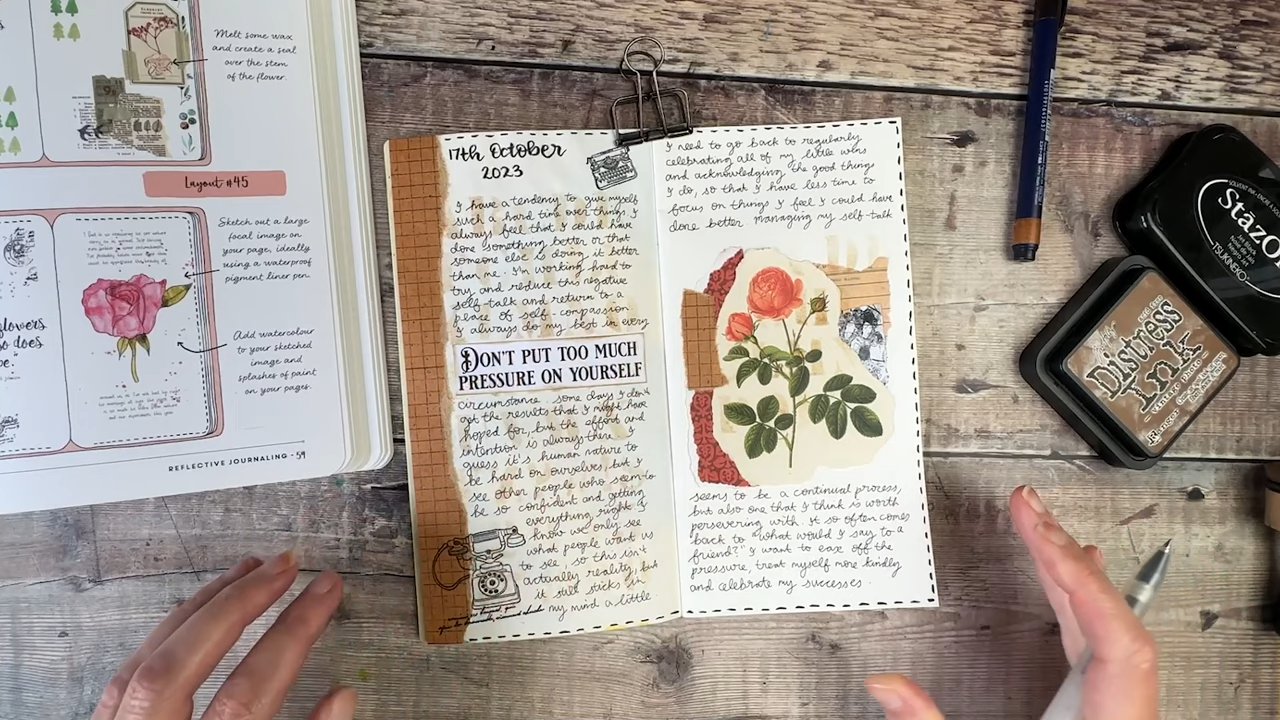 Melt some wax
and create a seal
over the stem
of the flower.
Layout #45
Sketch out a large
focal image on
your page, ideally
using a waterproof
pigment liner pen.
flowers
so does
Add watercolour
to your sketched
image and
splashes of paint
on your pages.
REFLECTIVE JOURNALING - 59
17th October
2023
I have a tendency to give myself
such a hard time over things. I
always feel that I could have
done something better or that
someone else is doing it better
than me. I'm working hard to
try and reduce this negative
self-talk and return to a
place of self compassion.
I always do my best in every
DON'T PUT TOO MUCH
PRESSURE ON YOURSELF
circumstance. some days I don't
get the results that I might have
hoped for, but the effort and
intention is always there. I
guess it's human nature to
be hard on ourselves, but I
see other people who seem to
be so confident and getting
everything right. I
know we only see
what people want us
to see, so this isn't
actually reality, but
it still sticks in
my mind a little
I need to go back to regularly
celebrating all of my little wins
and acknowledging the good things
I do, so that I have less time to
focus on things I feel I could have
done better. Managing my self-talk
seems to be a continual process,
but also one that I think is worth
persevering with. It so often comes
back to "what would I say to a
friend?" I want to ease off the
pressure, treat myself more kindly
and celebrate my successes.
StazOn
TSUKINEKO
Distress
Ink
vintage photo
Ranger